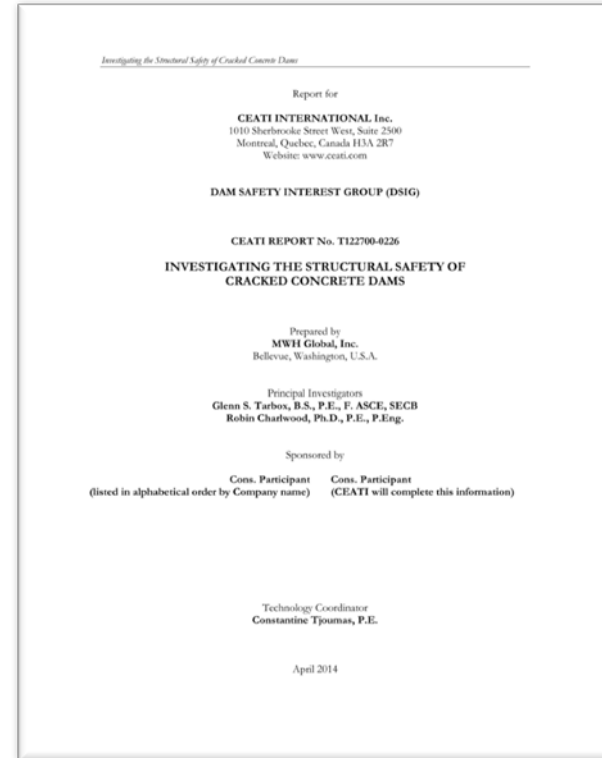 Investigating the Structural Safety of Cracked Concrete Dams
Report for
CEATI INTERNATIONAL Inc.
1010 Sherbrooke Street West, Suite 2500
Montreal, Quebec, Canada H3A 2R7
Website: www.ceati.com
DAM SAFETY INTEREST GROUP (DSIG)
CEATI REPORT No. T122700-0226
INVESTIGATING THE STRUCTURAL SAFETY OF
CRACKED CONCRETE DAMS
Prepared by
MWH Global, Inc.
Bellevue, Washington, U.S.A.
Principal Investigators
Glenn S. Tarbox, B.S., P.E., F. ASCE, SECB
Robin Charlwood, Ph.D., P.E., P.Eng.
Sponsored by
Cons. Participant Cons. Participant
(listed in alphabetical order by Company name) (CEATI will complete this information)
Technology Coordinator
Constantine Tjoumas, P.E.
April 2014